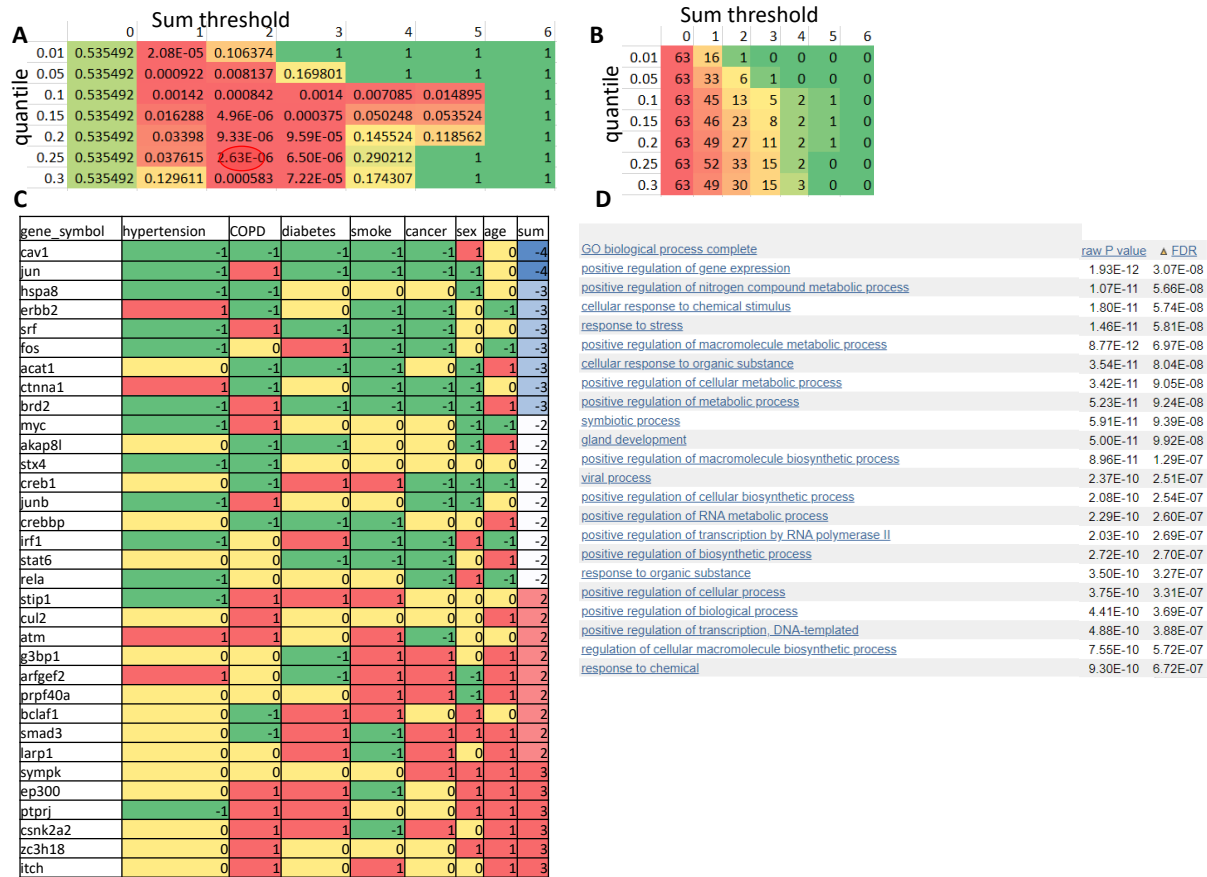 A
Sum threshold
quantile
0 1 2 3 4 5 6
0.01 0.535492 2.08E-05 0.106374 1 1 1 1
0.05 0.535492 0.000922 0.008137 0.169801 1 1 1
0.1 0.535492 0.00142 0.000842 0.0014 0.007085 0.014895 1
0.15 0.535492 0.016288 4.96E-06 0.000375 0.050248 0.053524 1
0.2 0.535492 0.03398 9.33E-06 9.59E-05 0.145524 0.118562 1
0.25 0.535492 0.037615 2.63E-06 6.50E-06 0.290212 1 1
0.3 0.535492 0.129611 0.000583 7.22E-05 0.174307 1 1
B
Sum threshold
quantile
0 1 2 3 4 5 6
0.01 63 16 1 0 0 0 0
0.05 63 33 6 1 0 0 0
0.1 63 45 13 5 2 1 0
0.15 63 46 23 8 2 1 0
0.2 63 49 27 11 2 1 0
0.25 63 52 33 15 2 0 0
0.3 63 49 30 15 3 0 0
C
gene_symbol hypertension COPD diabetes smoke cancer sex age sum
cav1 -1 -1 -1 -1 -1 1 0 -4
jun -1 1 -1 -1 -1 -1 0 -4
hspa8 -1 -1 0 0 0 -1 0 -3
erbb2 1 -1 0 -1 -1 0 -1 -3
srf -1 1 -1 -1 -1 0 0 -3
fos -1 0 1 -1 -1 0 -1 -3
acat1 0 -1 -1 -1 0 -1 1 -3
ctnna1 1 -1 0 -1 -1 -1 0 -3
brd2 -1 1 -1 -1 -1 -1 1 -3
myc -1 1 0 0 0 -1 -1 -2
akap8l 0 -1 -1 0 0 -1 1 -2
stx4 -1 -1 0 0 0 0 0 -2
creb1 0 -1 1 1 -1 -1 -1 -2
junb -1 1 0 0 -1 -1 0 -2
crebbp 0 -1 -1 -1 0 0 1 -2
irf1 0 -1 1 -1 -1 1 -1 -2
stat6 0 0 -1 -1 -1 0 1 -2
rela -1 0 0 0 -1 1 -1 -2
stip1 -1 1 1 1 0 0 0 2
cul2 0 1 0 0 0 0 1 2
atm 1 1 0 1 -1 0 0 2
g3bp1 0 0 -1 1 1 0 1 2
arfgef2 1 0 -1 1 1 -1 1 2
prpf40a 0 0 0 1 1 -1 1 2
bclaf1 0 -1 1 1 0 1 0 2
smad3 0 -1 1 -1 1 1 1 2
larp1 0 0 1 -1 1 0 1 2
sympk 0 0 0 0 1 1 1 3
ep300 0 1 1 -1 0 1 1 3
ptprj -1 1 1 0 0 1 1 3
csnk2a2 0 1 1 -1 1 0 1 3
zc3h18 0 1 0 0 0 1 1 3
itch 0 1 0 1 0 0 1 3
D
GO biological process complete raw P value ▵ FDR
positive regulation of gene expression 1.93E-12 3.07E-08
positive regulation of nitrogen compound metabolic process 1.07E-11 5.66E-08
cellular response to chemical stimulus 1.80E-11 5.74E-08
response to stress 1.46E-11 5.81E-08
positive regulation of macromolecule metabolic process 8.77E-12 6.97E-08
cellular response to organic substance 3.54E-11 8.04E-08
positive regulation of cellular metabolic process 3.42E-11 9.05E-08
positive regulation of metabolic process 5.23E-11 9.24E-08
symbiotic process 5.91E-11 9.39E-08
gland development 5.00E-11 9.92E-08
positive regulation of macromolecule biosynthetic process 8.96E-11 1.29E-07
viral process 2.37E-10 2.51E-07
positive regulation of cellular biosynthetic process 2.08E-10 2.54E-07
positive regulation of RNA metabolic process 2.29E-10 2.60E-07
positive regulation of transcription by RNA polymerase II 2.03E-10 2.69E-07
positive regulation of biosynthetic process 2.72E-10 2.70E-07
response to organic substance 3.50E-10 3.27E-07
positive regulation of cellular process 3.75E-10 3.31E-07
positive regulation of biological process 4.41E-10 3.69E-07
positive regulation of transcription, DNA-templated 4.88E-10 3.88E-07
regulation of cellular macromolecule biosynthetic process 7.55E-10 5.72E-07
response to chemical 9.30E-10 6.72E-07